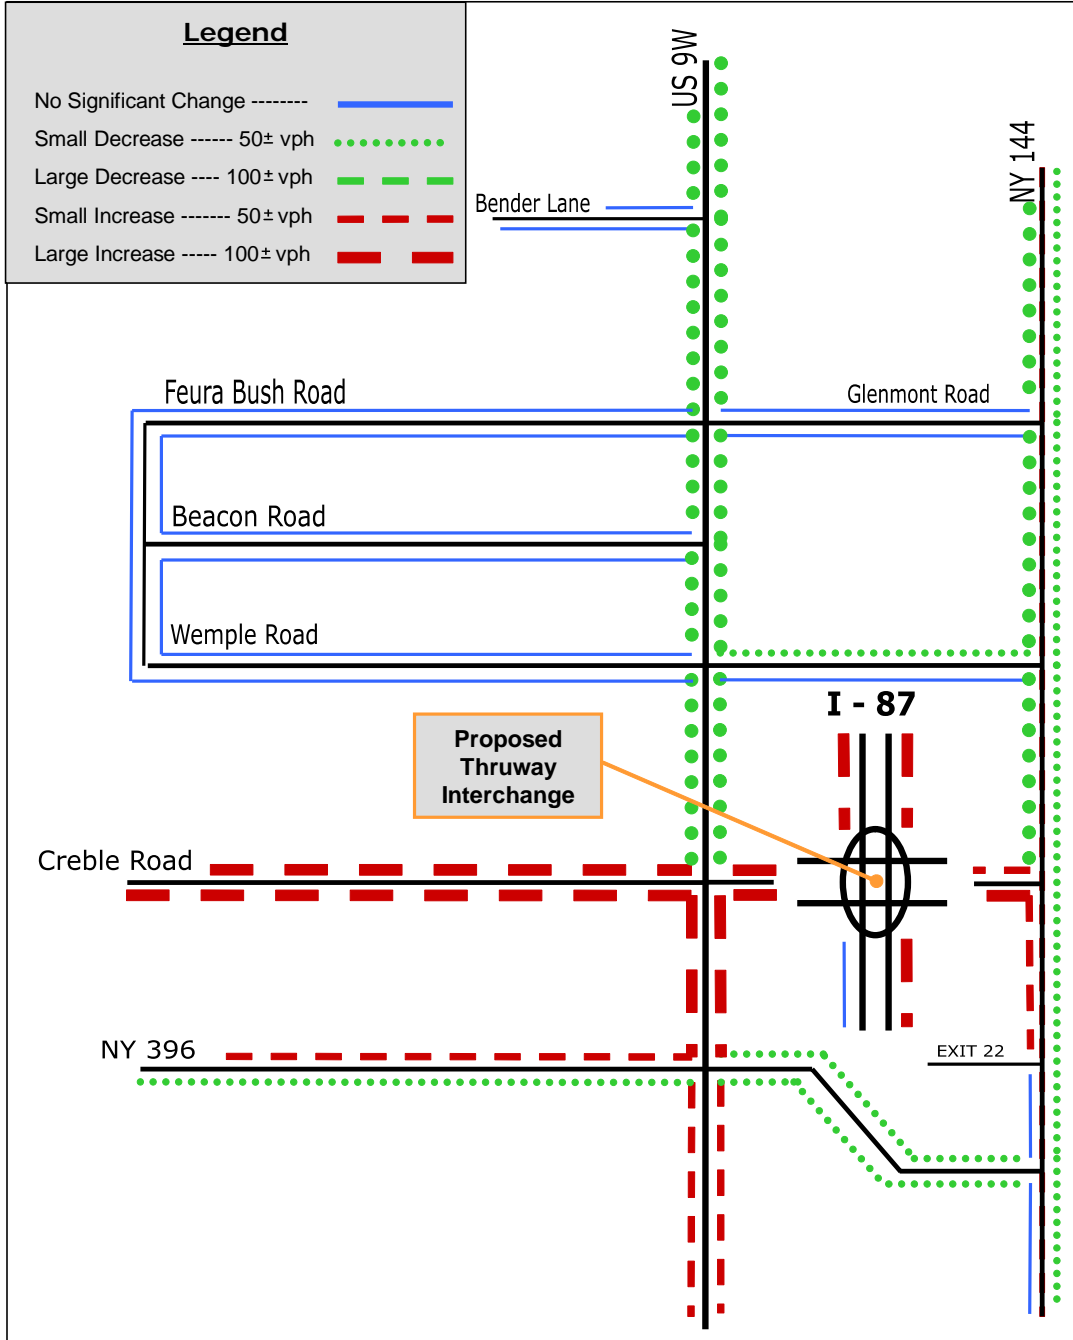 Legend
No Significant Change --------
Small Decrease ------ 50± vph
Large Decrease ---- 100± vph
Small Increase ------- 50± vph
Large Increase ----- 100± vph
US 9W
NY 144
Bender Lane
Feura Bush Road
Glenmont Road
Beacon Road
Wemple Road
I - 87
Proposed
Thruway
Interchange
Creble Road
NY 396
EXIT 22